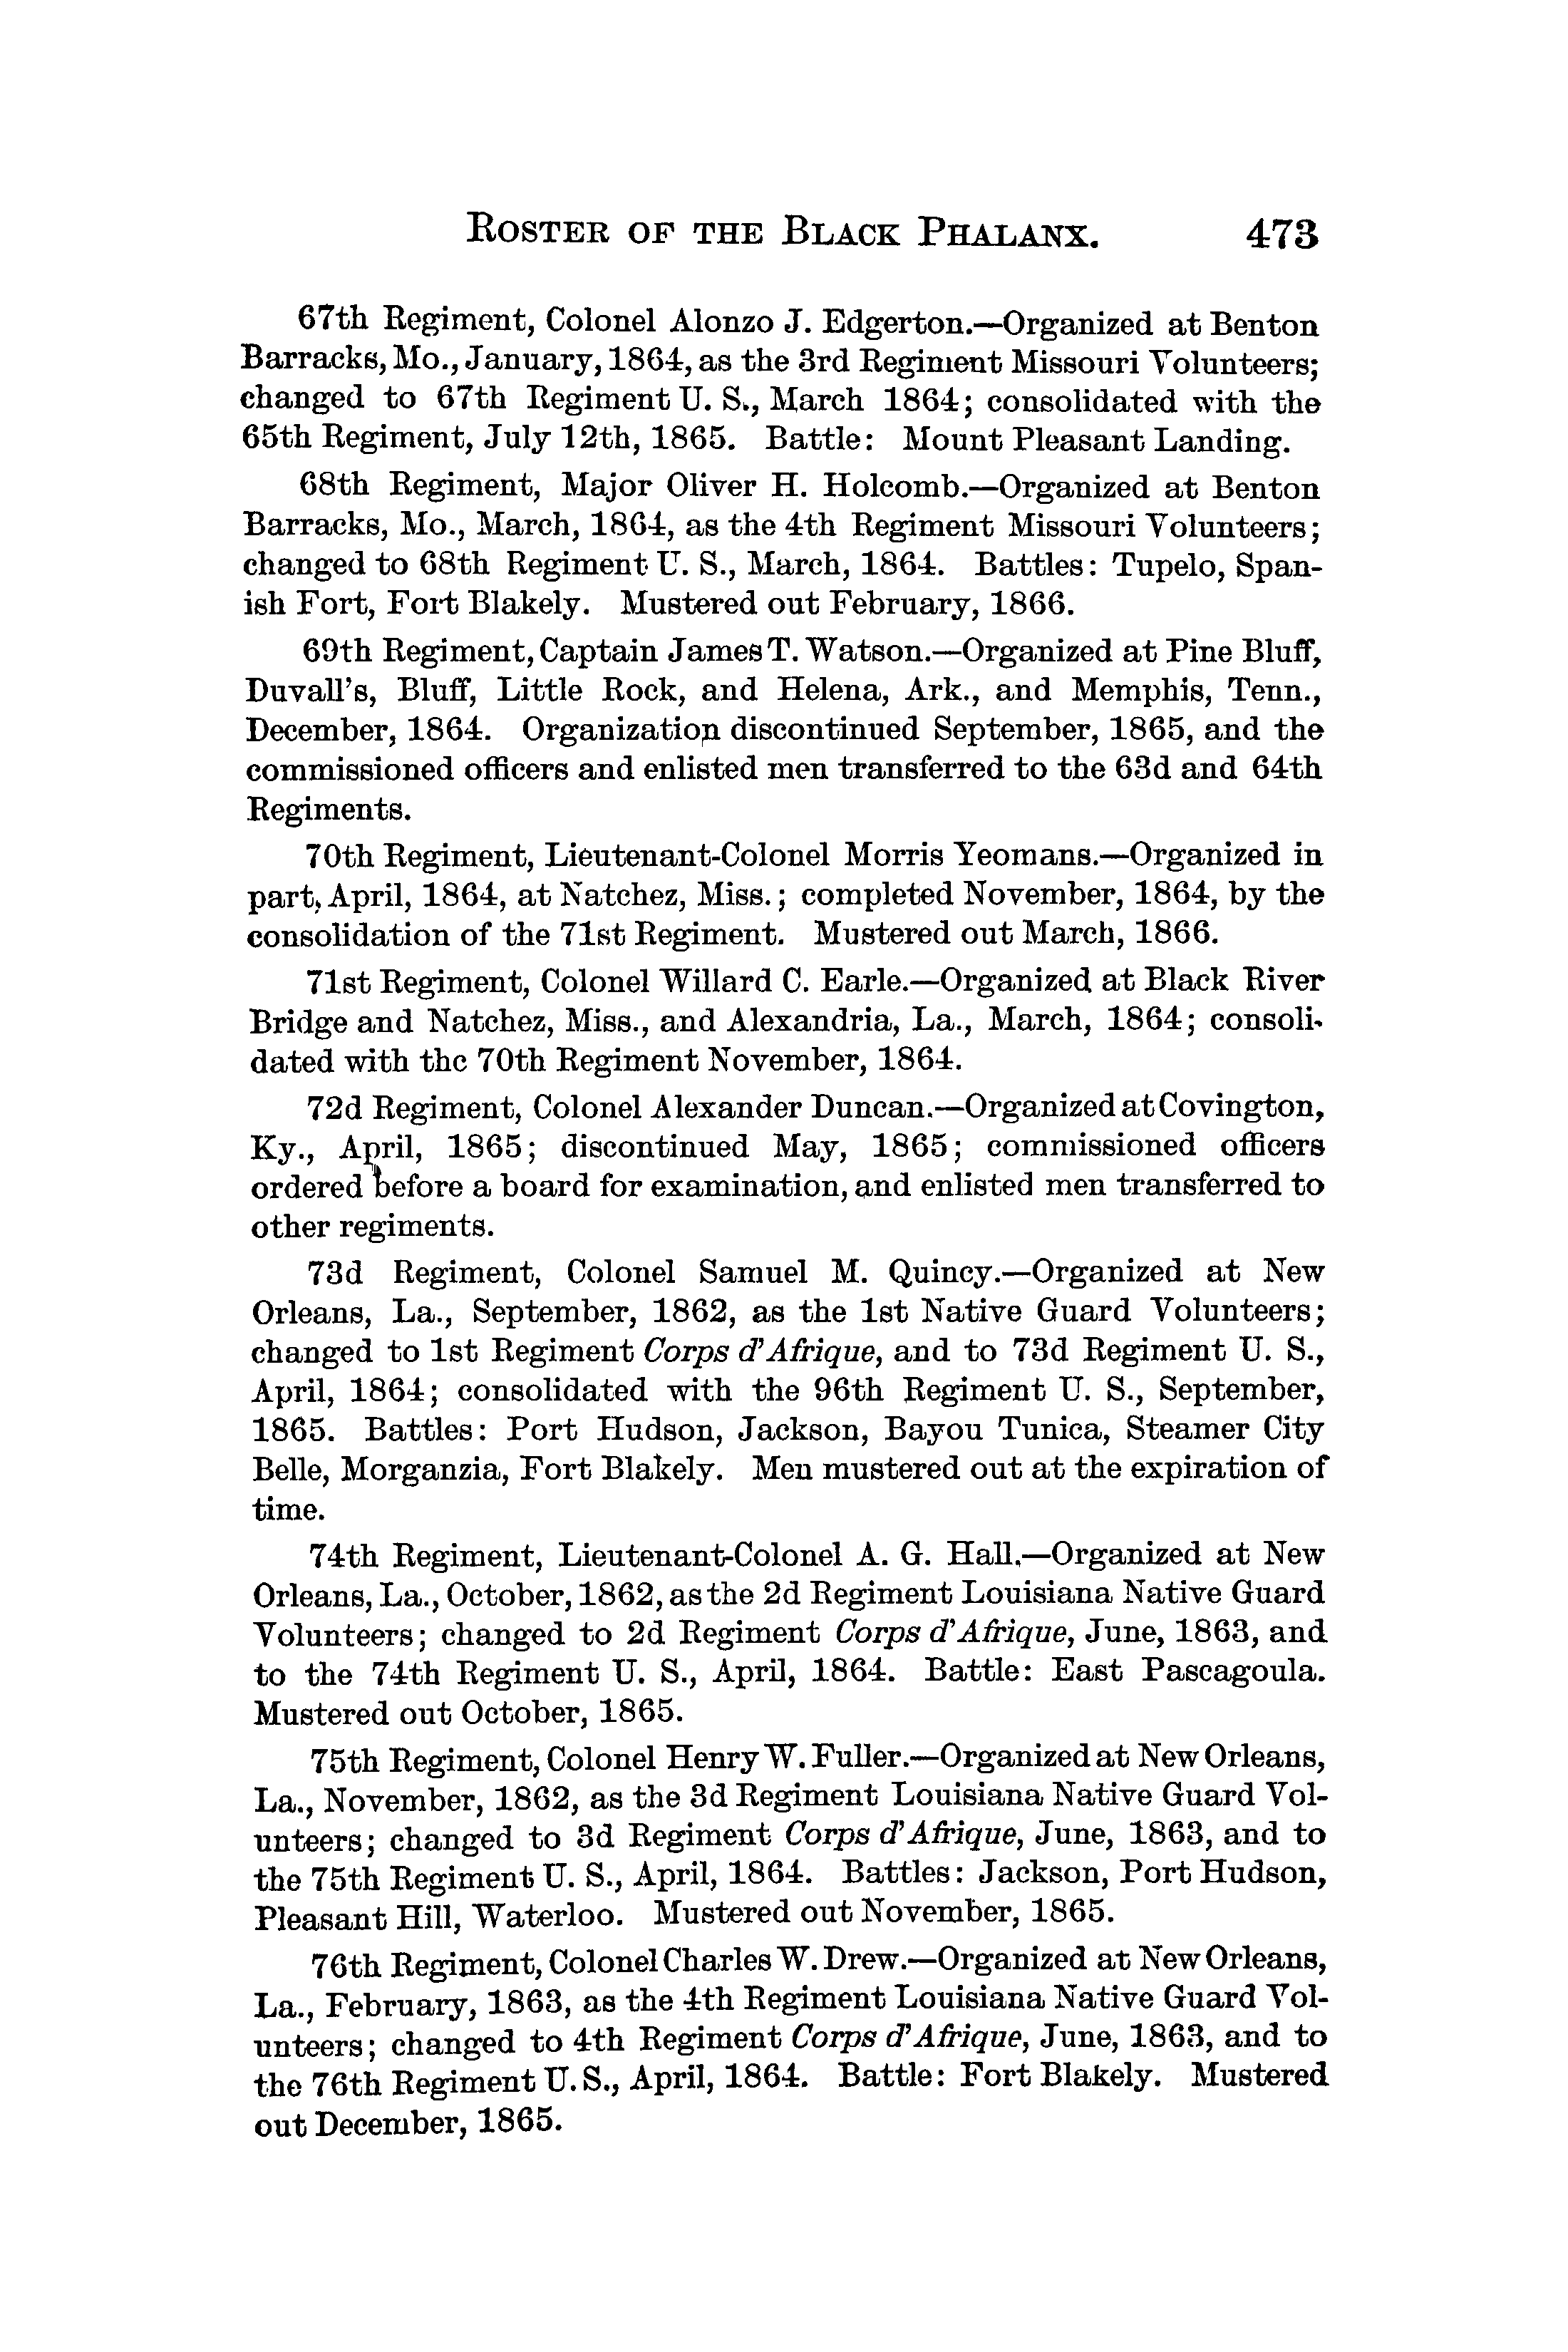 ROSTER OF THE BLACK PHALANX. 473
67th Regiment, Colonel Alonzo J. Edgerton.—Organized at Benton
Barracks, Mo., January, 1864, as the 3rd Regiment Missouri Volunteers;
changed to 67th Regiment U. S., March 1864; consolidated with the
65th Regiment, July 12th, 1865. Battle: Mount Pleasant Landing.
68th Regiment, Major Oliver H. Holcomb.—Organized at Benton
Barracks, Mo., March, 1864, as the 4th Regiment Missouri Volunteers;
changed to 68th Regiment U. S., March, 1864. Battles: Tupelo, Span-
ish Fort, Fort Blakely. Mustered out February, 1866.
69th Regiment, Captain James T. Watson.—Organized at Pine Bluff,
Duvall's, Bluff, Little Rock, and Helena, Ark., and Memphis, Tenn.,
December, 1864. Organization discontinued September, 1865, and the
commissioned officers and enlisted men transferred to the 63d and 64th
Regiments.
70th Regiment, Lieutenant-Colonel Morris Yeomans.—Organized in
part, April, 1864, at Natchez, Miss.; completed November, 1864, by the
consolidation of the 71st Regiment. Mustered out March, 1866.
71st Regiment, Colonel Willard C. Earle.—Organized at Black River
Bridge and Natchez, Miss., and Alexandria, La., March, 1864; consoli-
dated with the 70th Regiment November, 1864.
72d Regiment, Colonel Alexander Duncan.—Organized at Covington,
Ky., April, 1865; discontinued May, 1865; commissioned officers
ordered before a board for examination, and enlisted men transferred to
other regiments.
73d Regiment, Colonel Samuel M. Quincy.—Organized at New
Orleans, La., September, 1862, as the 1st Native Guard Volunteers;
changed to 1st Regiment Corps d'Afrique, and to 73d Regiment U. S.,
April, 1864; consolidated with the 96th Regiment U. S., September,
1865. Battles: Port Hudson, Jackson, Bayou Tunica, Steamer City
Belle, Morganzia, Fort Blakely. Men mustered out at the expiration of
time.
74th Regiment, Lieutenant-Colonel A. G. Hall,—Organized at New
Orleans, La., October, 1862, as the 2d Regiment Louisiana Native Guard
Volunteers; changed to 2d Regiment Corps d'Afrique, June, 1863, and
to the 74th Regiment U. S., April, 1864. Battle: East Pascagoula.
Mustered out October, 1865.
75th Regiment, Colonel Henry W. Fuller.—Organized at New Orleans,
La., November, 1862, as the 3d Regiment Louisiana Native Guard Vol-
unteers; changed to 3d Regiment Corps d'Afrique, June, 1863, and to
the 75th Regiment U. S., April, 1864. Battles: Jackson, Port Hudson,
Pleasant Hill, Waterloo. Mustered out November, 1865.
76th Regiment, Colonel Charles W. Drew.—Organized at New Orleans,
La., February, 1863, as the 4th Regiment Louisiana Native Guard Vol-
unteers; changed to 4th Regiment Corps d'Afrique, June, 1863, and to
the 76th Regiment U. S., April, 1864. Battle: Fort Blakely. Mustered
out December, 1865.